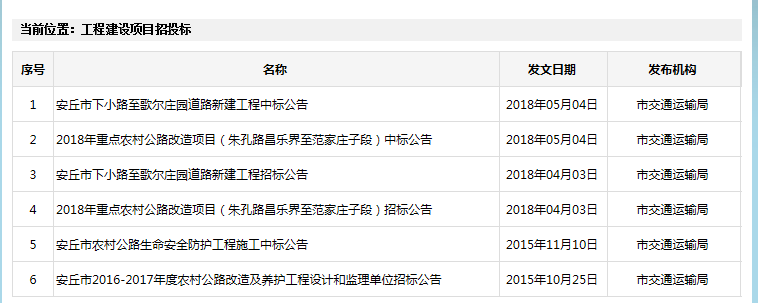 当前位置：工程建设项目招投标
序号 名称 发文日期 发布机构
1 安丘市下小路至歌尔庄园道路新建工程中标公告 2018年05月04日 市交通运输局
2 2018年重点农村公路改造项目（朱孔路昌乐界至范家庄子段）中标公告 2018年05月04日 市交通运输局
3 安丘市下小路至歌尔庄园道路新建工程招标公告 2018年04月03日 市交通运输局
4 2018年重点农村公路改造项目（朱孔路昌乐界至范家庄子段）招标公告 2018年04月03日 市交通运输局
5 安丘市农村公路生命安全防护工程施工中标公告 2015年11月10日 市交通运输局
6 安丘市2016-2017年度农村公路改造及养护工程设计和监理单位招标公告 2015年10月25日 市交通运输局